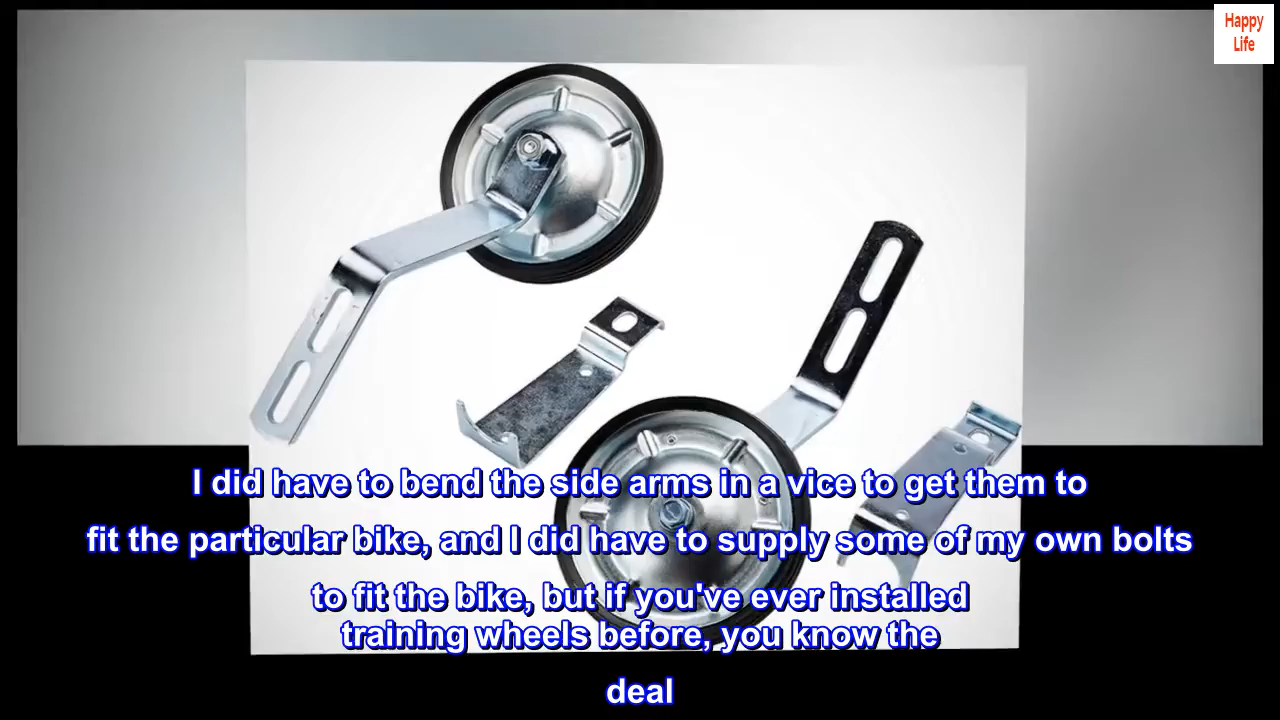 Happy
Life
I did have to bend the side arms in a vice to get them to
fit the particular bike, and I did have to supply some of my own bolts
to fit the bike, but if you've ever installed
training wheels before, you know the
deal